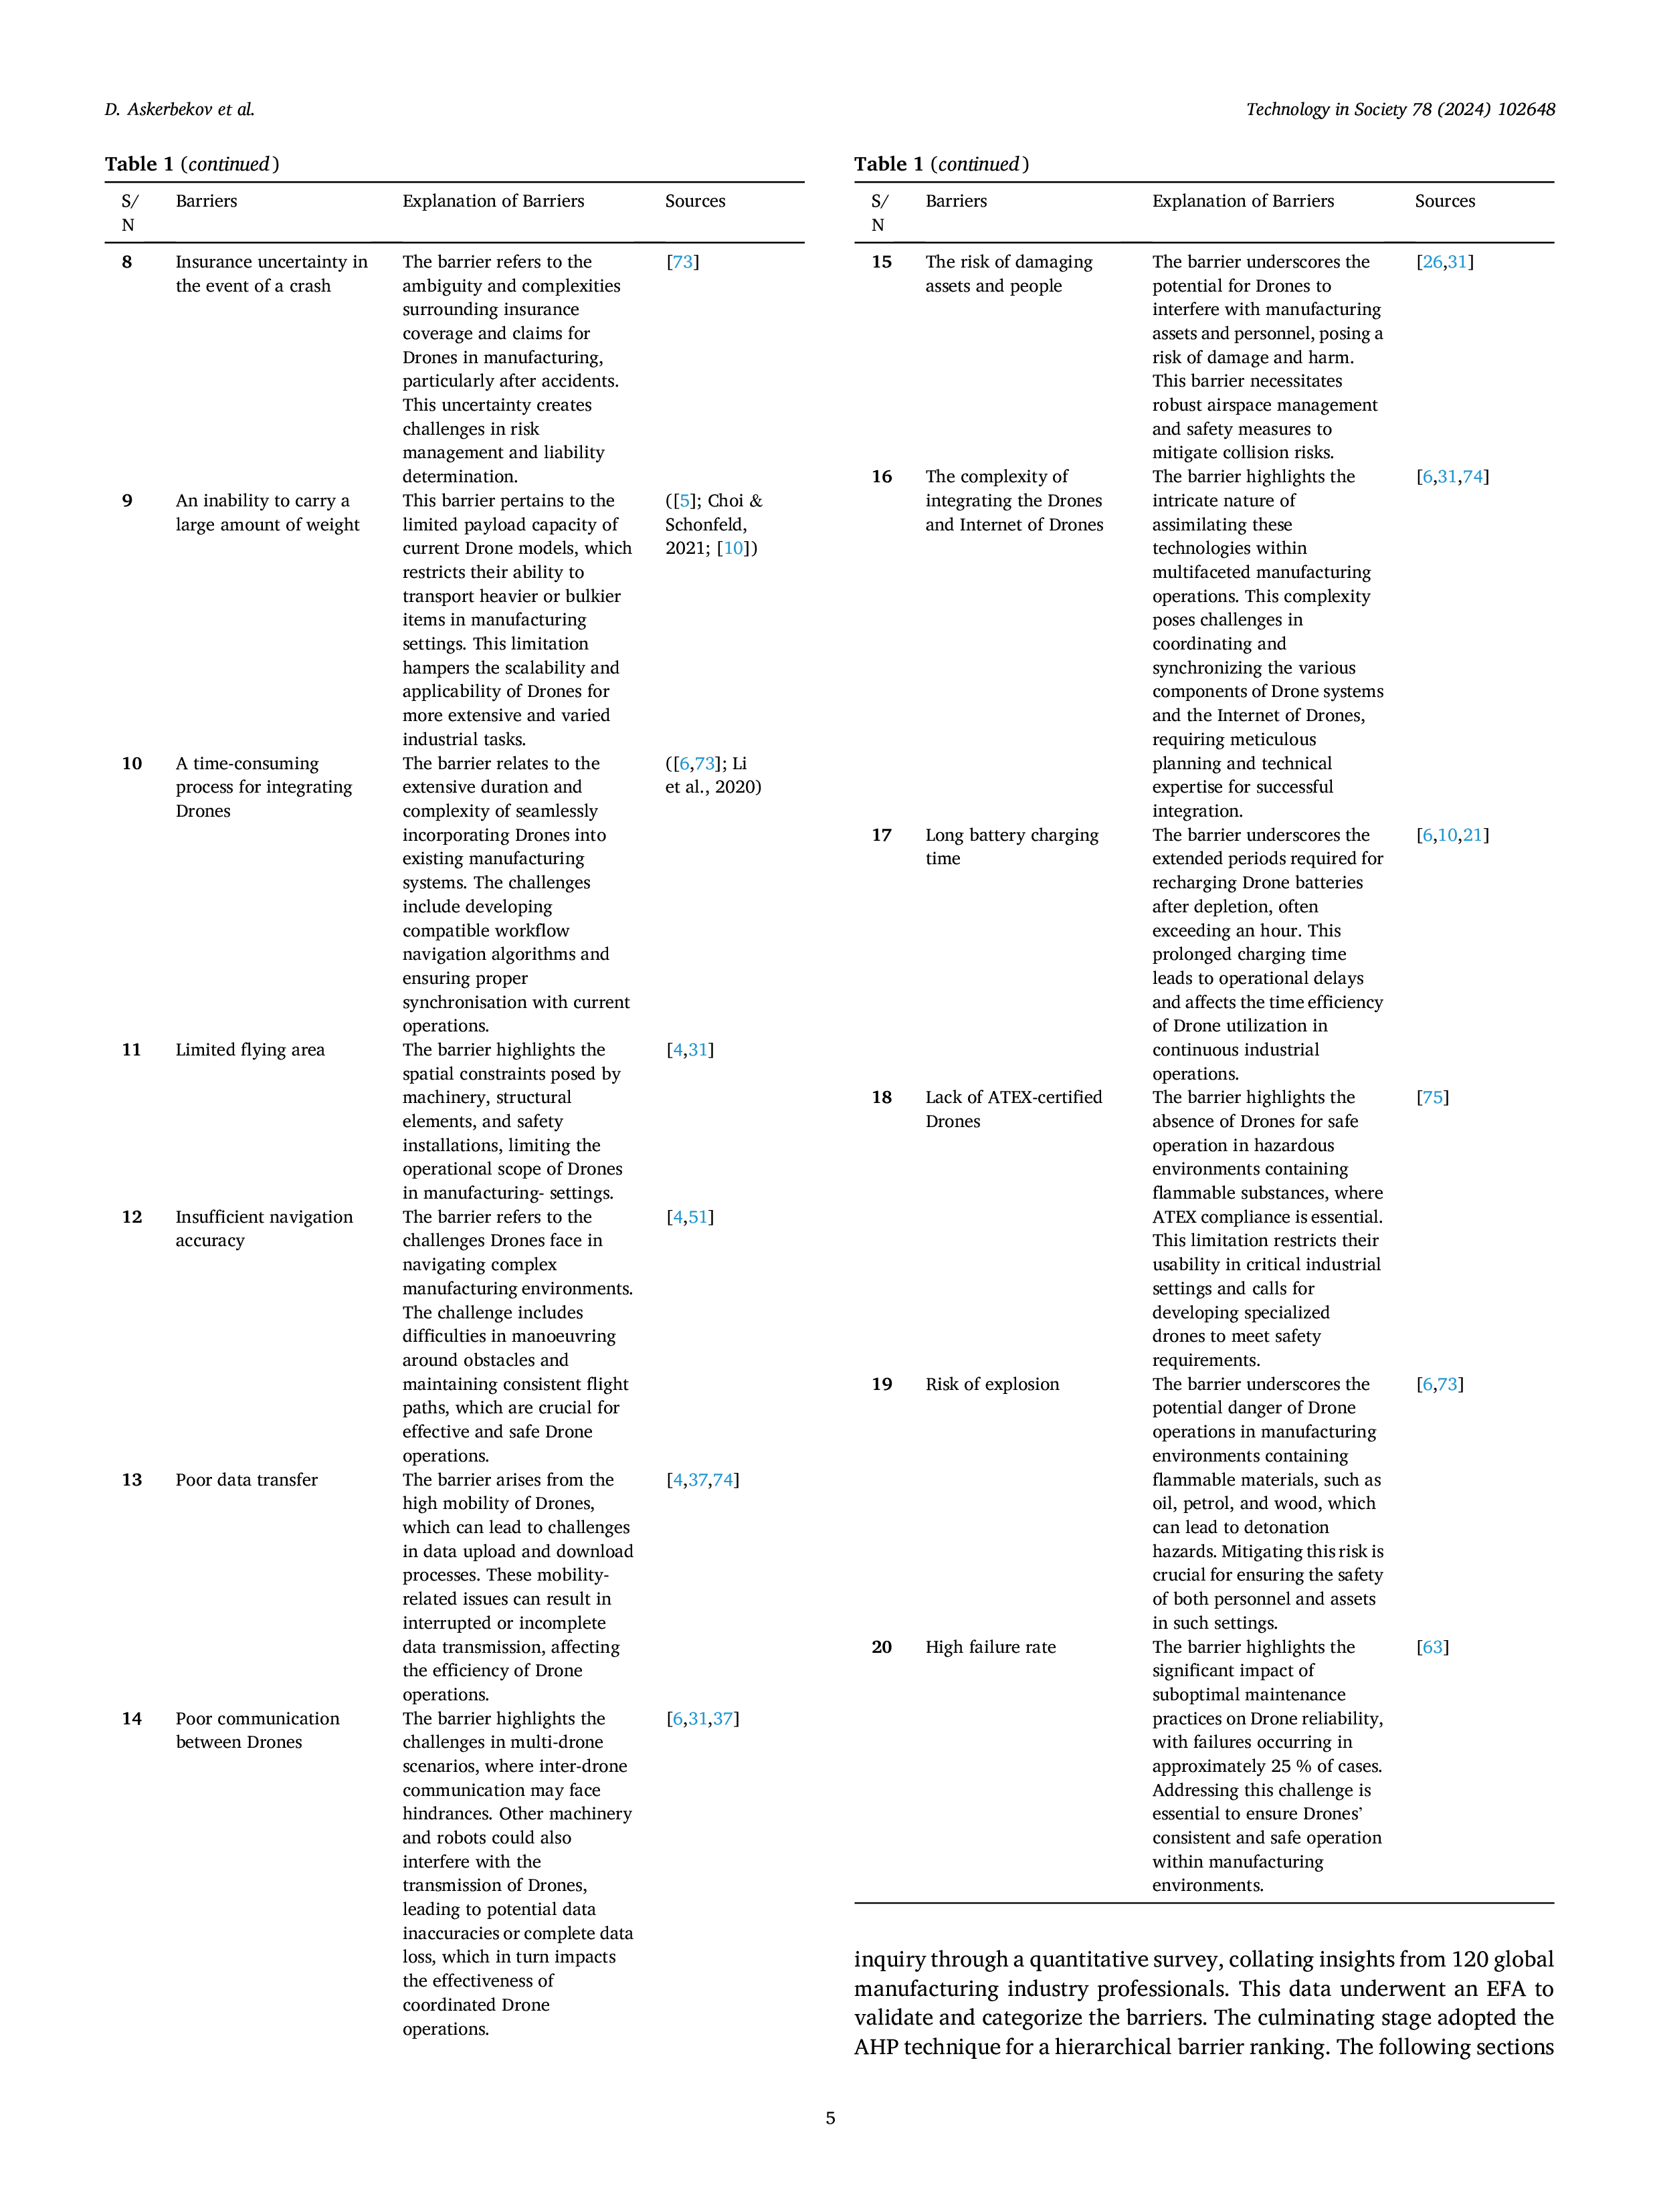 D. Askerbekov et al.
Technology in Society 78 (2024) 102648
Table 1 (continued)
S/
N
Barriers
Explanation of Barriers
Sources
8
Insurance uncertainty in
the event of a crash
The barrier refers to the
ambiguity and complexities
surrounding insurance
coverage and claims for
Drones in manufacturing,
particularly after accidents.
This uncertainty creates
challenges in risk
management and liability
determination.
[73]
9
An inability to carry a
large amount of weight
This barrier pertains to the
limited payload capacity of
current Drone models, which
restricts their ability to
transport heavier or bulkier
items in manufacturing
settings. This limitation
hampers the scalability and
applicability of Drones for
more extensive and varied
industrial tasks.
([5]; Choi &
Schonfeld,
2021; [10])
10
A time-consuming
process for integrating
Drones
The barrier relates to the
extensive duration and
complexity of seamlessly
incorporating Drones into
existing manufacturing
systems. The challenges
include developing
compatible workflow
navigation algorithms and
ensuring proper
synchronisation with current
operations.
([6,73]; Li
et al., 2020)
11
Limited flying area
The barrier highlights the
spatial constraints posed by
machinery, structural
elements, and safety
installations, limiting the
operational scope of Drones
in manufacturing- settings.
[4,31]
12
Insufficient navigation
accuracy
The barrier refers to the
challenges Drones face in
navigating complex
manufacturing environments.
The challenge includes
difficulties in manoeuvring
around obstacles and
maintaining consistent flight
paths, which are crucial for
effective and safe Drone
operations.
[4,51]
13
Poor data transfer
The barrier arises from the
high mobility of Drones,
which can lead to challenges
in data upload and download
processes. These mobility-
related issues can result in
interrupted or incomplete
data transmission, affecting
the efficiency of Drone
operations.
[4,37,74]
14
Poor communication
between Drones
The barrier highlights the
challenges in multi-drone
scenarios, where inter-drone
communication may face
hindrances. Other machinery
and robots could also
interfere with the
transmission of Drones,
leading to potential data
inaccuracies or complete data
loss, which in turn impacts
the effectiveness of
coordinated Drone
operations.
[6,31,37]
Table 1 (continued)
S/
N
Barriers
Explanation of Barriers
Sources
15
The risk of damaging
assets and people
The barrier underscores the
potential for Drones to
interfere with manufacturing
assets and personnel, posing a
risk of damage and harm.
This barrier necessitates
robust airspace management
and safety measures to
mitigate collision risks.
[26,31]
16
The complexity of
integrating the Drones
and Internet of Drones
The barrier highlights the
intricate nature of
assimilating these
technologies within
multifaceted manufacturing
operations. This complexity
poses challenges in
coordinating and
synchronizing the various
components of Drone systems
and the Internet of Drones,
requiring meticulous
planning and technical
expertise for successful
integration.
[6,31,74]
17
Long battery charging
time
The barrier underscores the
extended periods required for
recharging Drone batteries
after depletion, often
exceeding an hour. This
prolonged charging time
leads to operational delays
and affects the time efficiency
of Drone utilization in
continuous industrial
operations.
[6,10,21]
18
Lack of ATEX-certified
Drones
The barrier highlights the
absence of Drones for safe
operation in hazardous
environments containing
flammable substances, where
ATEX compliance is essential.
This limitation restricts their
usability in critical industrial
settings and calls for
developing specialized
drones to meet safety
requirements.
[75]
19
Risk of explosion
The barrier underscores the
potential danger of Drone
operations in manufacturing
environments containing
flammable materials, such as
oil, petrol, and wood, which
can lead to detonation
hazards. Mitigating this risk is
crucial for ensuring the safety
of both personnel and assets
in such settings.
[6,73]
20
High failure rate
The barrier highlights the
significant impact of
suboptimal maintenance
practices on Drone reliability,
with failures occurring in
approximately 25 % of cases.
Addressing this challenge is
essential to ensure Drones’
consistent and safe operation
within manufacturing
environments.
[63]
inquiry through a quantitative survey, collating insights from 120 global
manufacturing industry professionals. This data underwent an EFA to
validate and categorize the barriers. The culminating stage adopted the
AHP technique for a hierarchical barrier ranking. The following sections
5